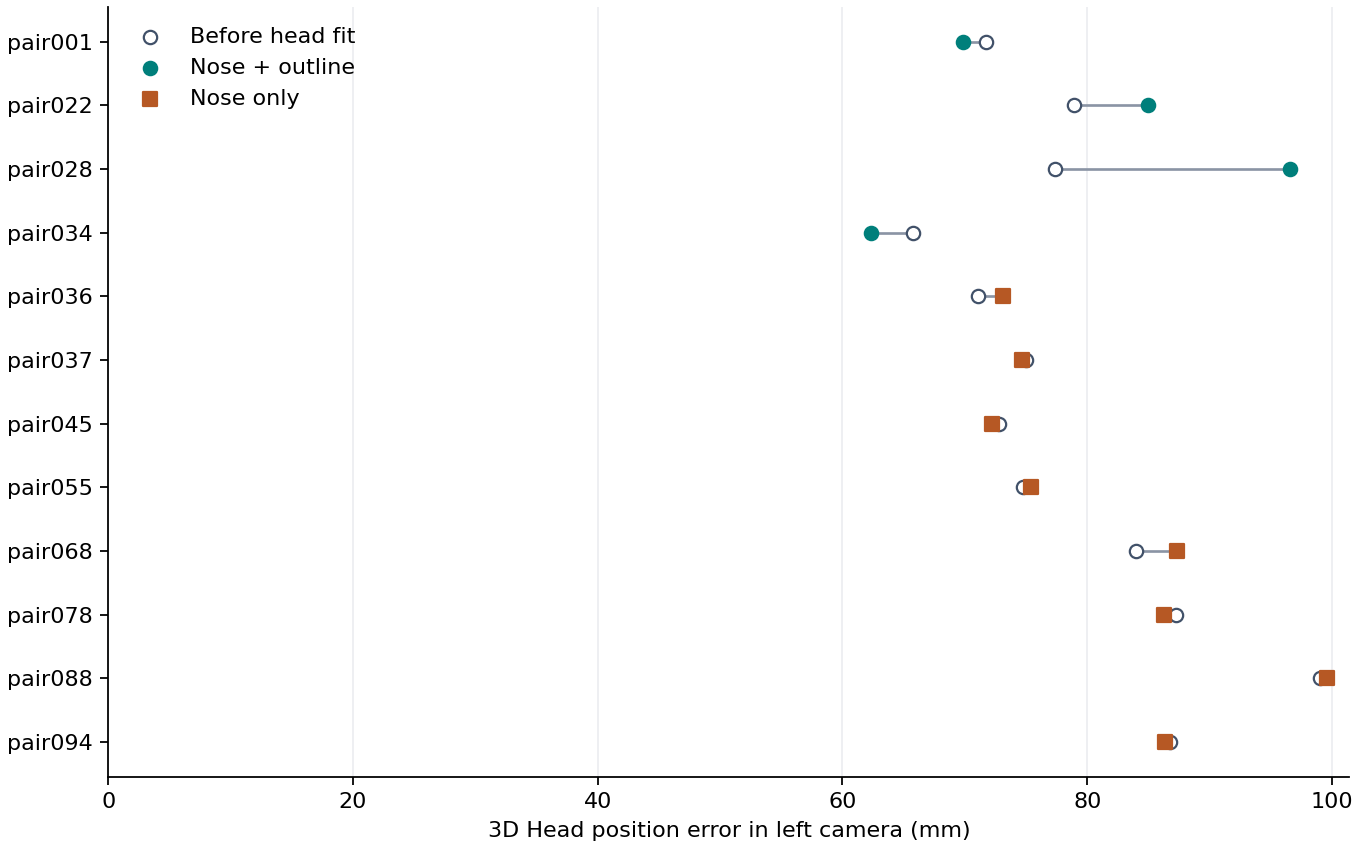 Before head fit
Nose + outline
Nose only
pair001
pair022
pair028
pair034
pair036
pair037
pair045
pair055
pair068
pair078
pair088
pair094
0 20 40 60 80 100
3D Head position error in left camera (mm)